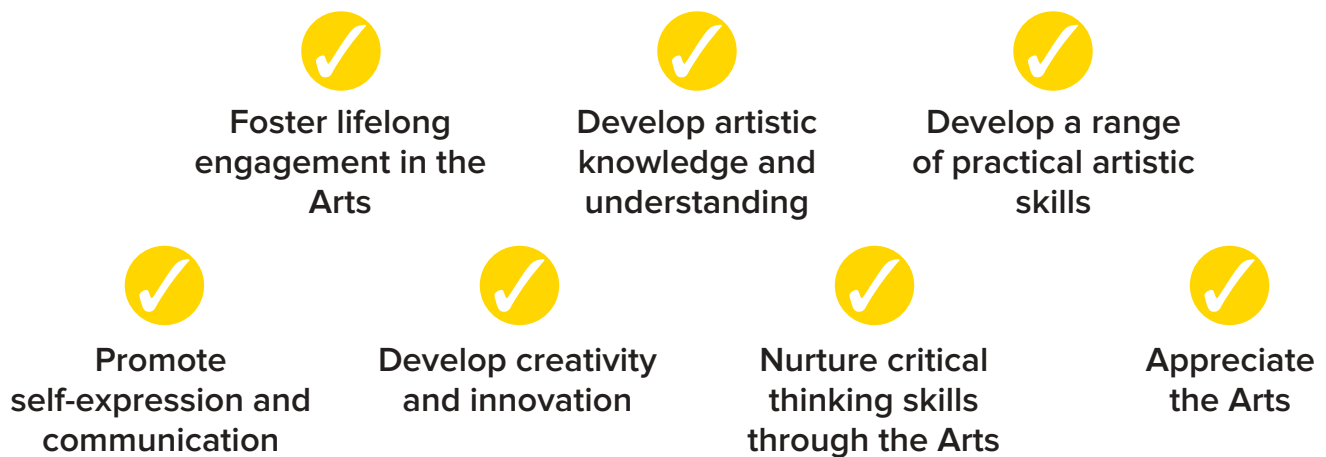 Foster lifelong
engagement in the
Arts
Develop artistic
knowledge and
understanding
Develop a range
of practical artistic
skills
Promote
self-expression and
communication
Develop creativity
and innovation
Nurture critical
thinking skills
through the Arts
Appreciate
the Arts